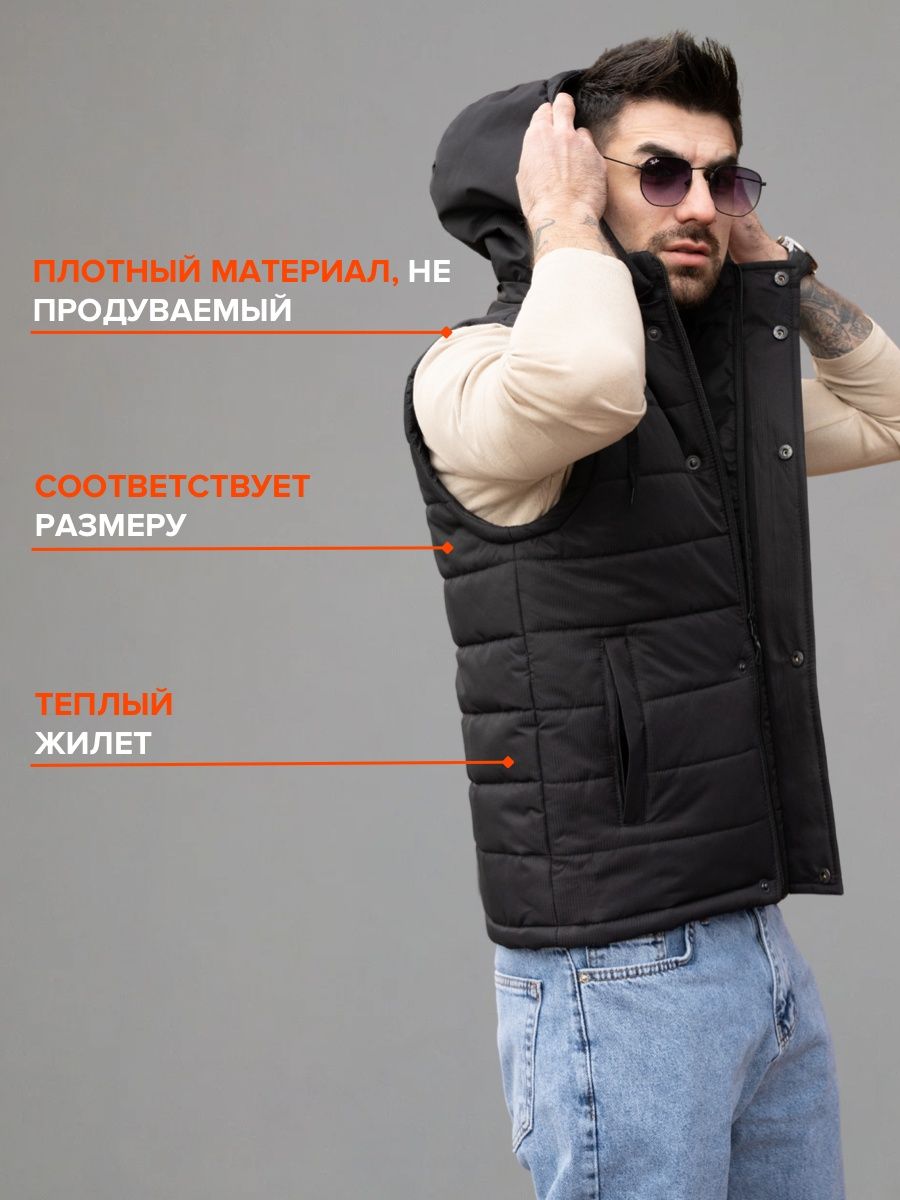 ПЛОТНЫЙ МАТЕРИАЛ, НЕ
ПРОДУВАЕМЫЙ
СООТВЕТСТВУЕТ
РАЗМЕРУ
ТЕПЛЫЙ
ЖИЛЕТ